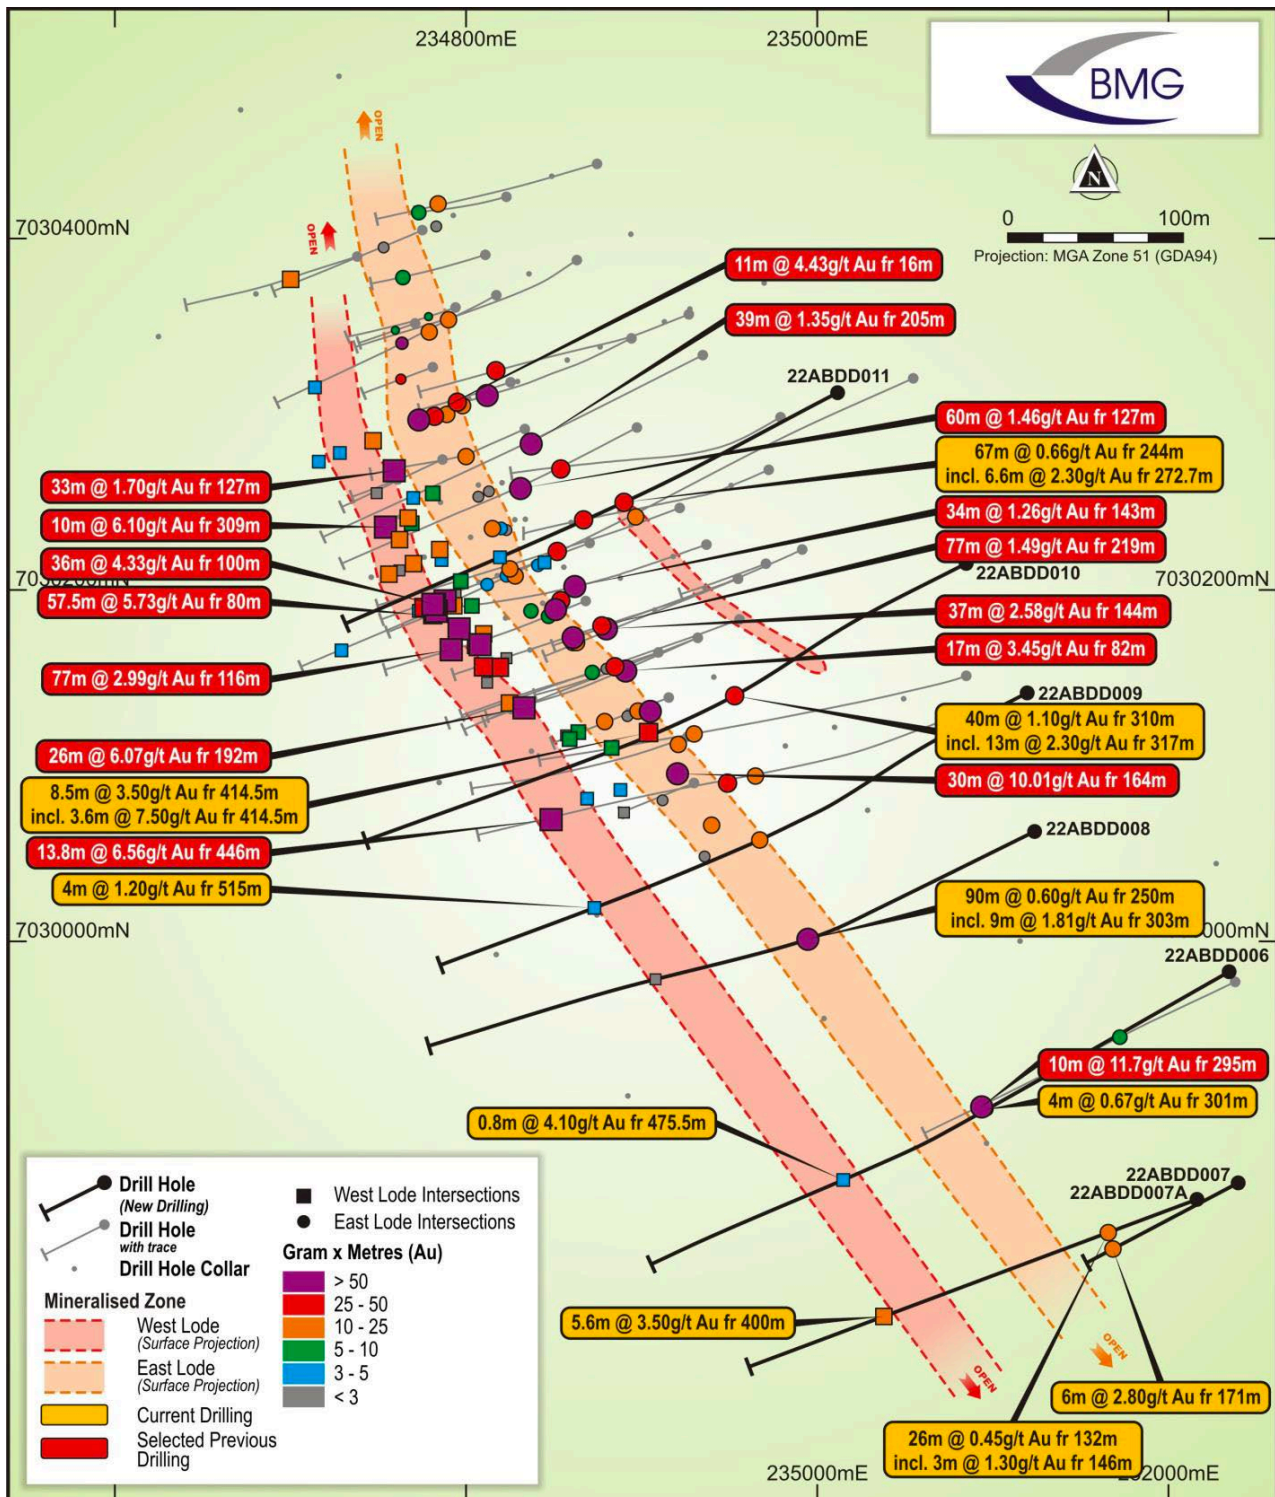 234800mE
235000mE
BMG
OPEN
N
7030400mN
OPEN
0
100m
Projection: MGA Zone 51 (GDA94)
11m @ 4.43g/t Au fr 16m
39m @ 1.35g/t Au fr 205m
22ABDD011
60m @ 1.46g/t Au fr 127m
67m @ 0.66g/t Au fr 244m
incl. 6.6m @ 2.30g/t Au fr 272.7m
33m @ 1.70g/t Au fr 127m
10m @ 6.10g/t Au fr 309m
34m @ 1.26g/t Au fr 143m
77m @ 1.49g/t Au fr 219m
36m @ 4.33g/t Au fr 100m
22ABDD010
7030200mN
57.5m @ 5.73g/t Au fr 80m
37m @ 2.58g/t Au fr 144m
17m @ 3.45g/t Au fr 82m
77m @ 2.99g/t Au fr 116m
22ABDD009
40m @ 1.10g/t Au fr 310m
incl. 13m @ 2.30g/t Au fr 317m
26m @ 6.07g/t Au fr 192m
30m @ 10.01g/t Au fr 164m
8.5m @ 3.50g/t Au fr 414.5m
incl. 3.6m @ 7.50g/t Au fr 414.5m
22ABDD008
13.8m @ 6.56g/t Au fr 446m
4m @ 1.20g/t Au fr 515m
90m @ 0.60g/t Au fr 250m
incl. 9m @ 1.81g/t Au fr 303m
7030000mN
000mN
22ABDD006
10m @ 11.7g/t Au fr 295m
4m @ 0.67g/t Au fr 301m
0.8m @ 4.10g/t Au fr 475.5m
22ABDD007
22ABDD007A
5.6m @ 3.50g/t Au fr 400m
OPEN
OPEN
6m @ 2.80g/t Au fr 171m
26m @ 0.45g/t Au fr 132m
incl. 3m @ 1.30g/t Au fr 146m
235000mE
Drill Hole
(New Drilling)
Drill Hole
with trace
Drill Hole Collar
Mineralised Zone
West Lode
(Surface Projection)
East Lode
(Surface Projection)
Current Drilling
Selected Previous
Drilling
West Lode Intersections
East Lode Intersections
Gram x Metres (Au)
> 50
25 - 50
10 - 25
5 - 10
3 - 5
< 3